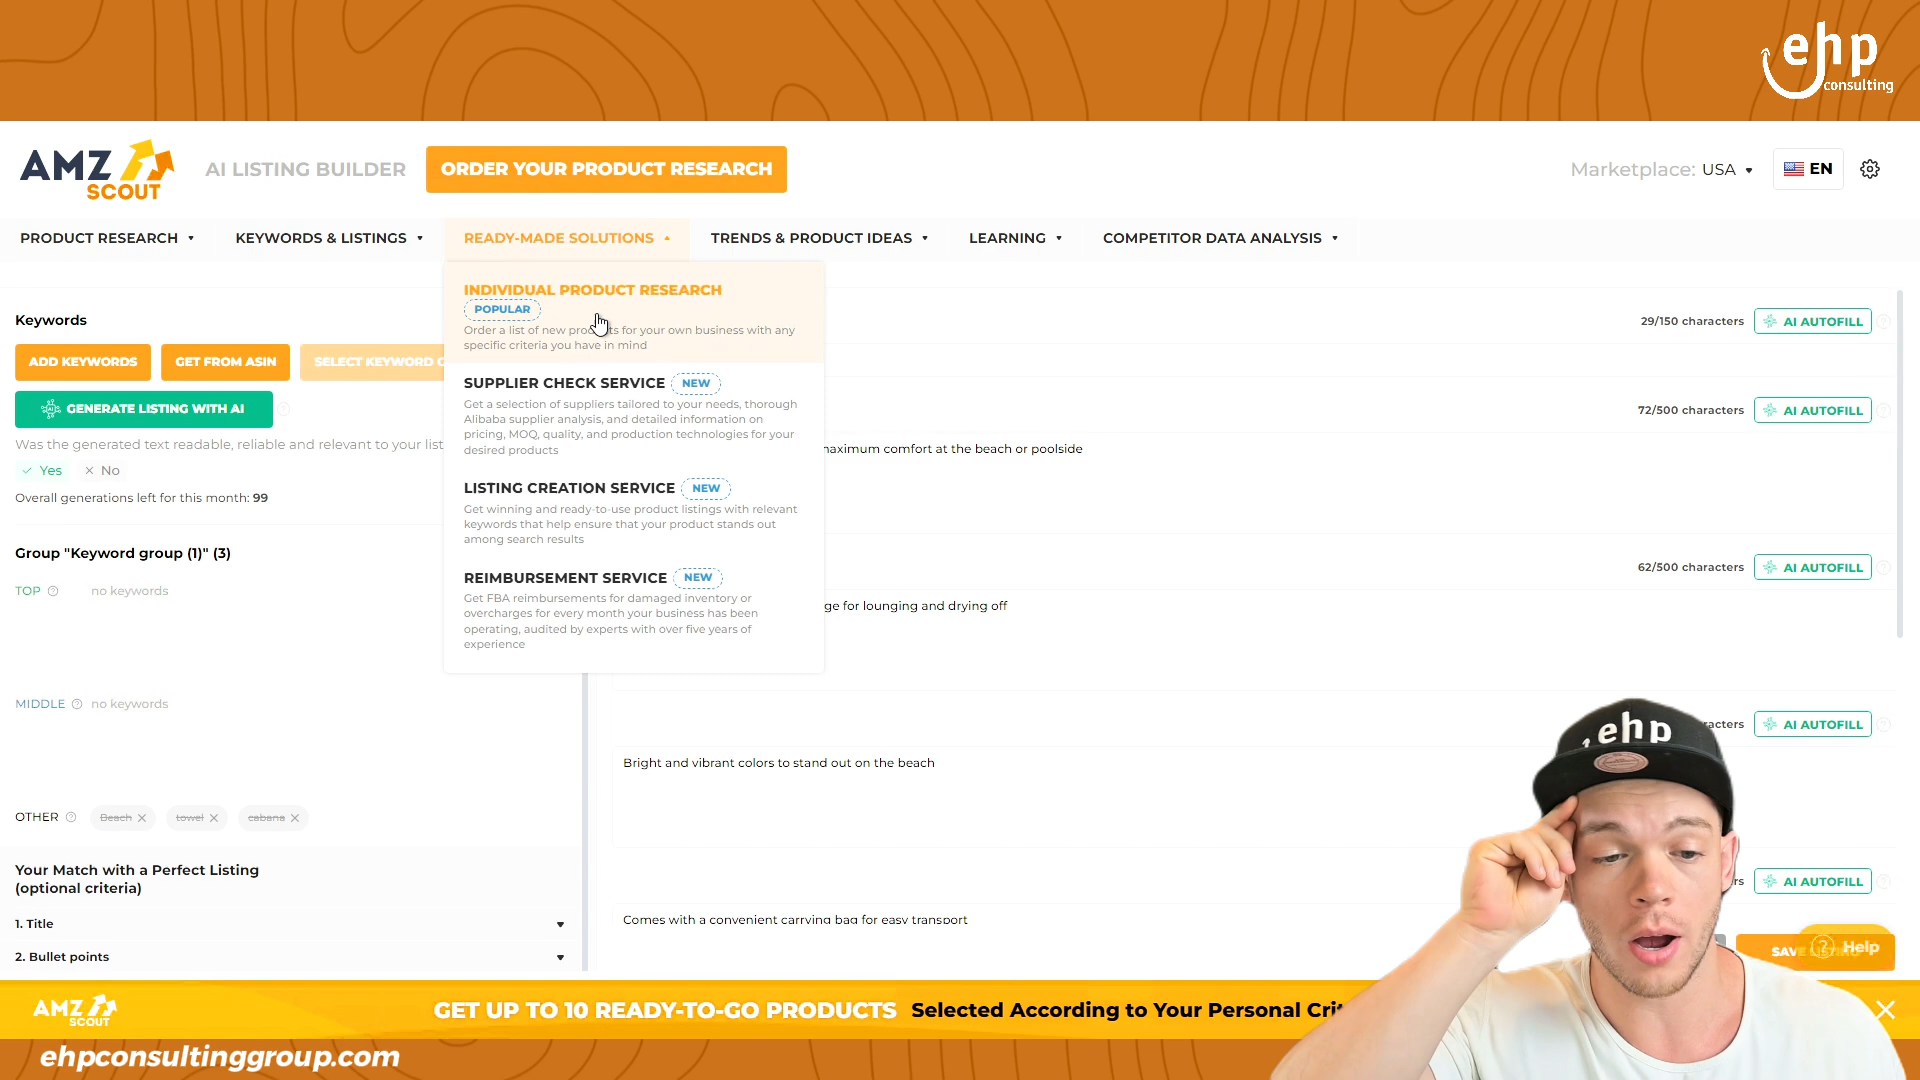 ehp
consulting
AMZ
SCOUT
AI LISTING BUILDER
ORDER YOUR PRODUCT RESEARCH
Marketplace: USA
EN
PRODUCT RESEARCH
KEYWORDS & LISTINGS
READY-MADE SOLUTIONS
TRENDS & PRODUCT IDEAS
LEARNING
COMPETITOR DATA ANALYSIS
INDIVIDUAL PRODUCT RESEARCH
POPULAR
Order a list of new products for your own business with any
specific criteria you have in mind
SUPPLIER CHECK SERVICE NEW
Get a selection of suppliers tailored to your needs, thorough
Alibaba supplier analysis, and detailed information on
pricing, MOQ, quality, and production technologies for your
desired products
LISTING CREATION SERVICE NEW
Get winning and ready-to-use product listings with relevant
keywords that help ensure that your product stands out
among search results
REIMBURSEMENT SERVICE NEW
Get FBA reimbursements for damaged inventory or
overcharges for every month your business has been
operating, audited by experts with over five years of
experience
Keywords
ADD KEYWORDS
GET FROM ASIN
SELECT KEYWORD
GENERATE LISTING WITH AI
Was the generated text readable, reliable and relevant to your
Yes No
Overall generations left for this month: 99
Group "Keyword group (1)" (3)
TOP no keywords
MIDDLE no keywords
OTHER Beach towel cabana
Your Match with a Perfect Listing
(optional criteria)
1. Title
2. Bullet points
29/150 characters AI AUTOFILL
72/500 characters AI AUTOFILL
maximum comfort at the beach or poolside
62/500 characters AI AUTOFILL
for lounging and drying off
AI AUTOFILL
Bright and vibrant colors to stand out on the beach
AI AUTOFILL
Comes with a convenient carrying bag for easy transport
Help
ehp
AMZ
SCOUT
GET UP TO 10 READY-TO-GO PRODUCTS Selected According to Your Personal
ehpconsultinggroup.com